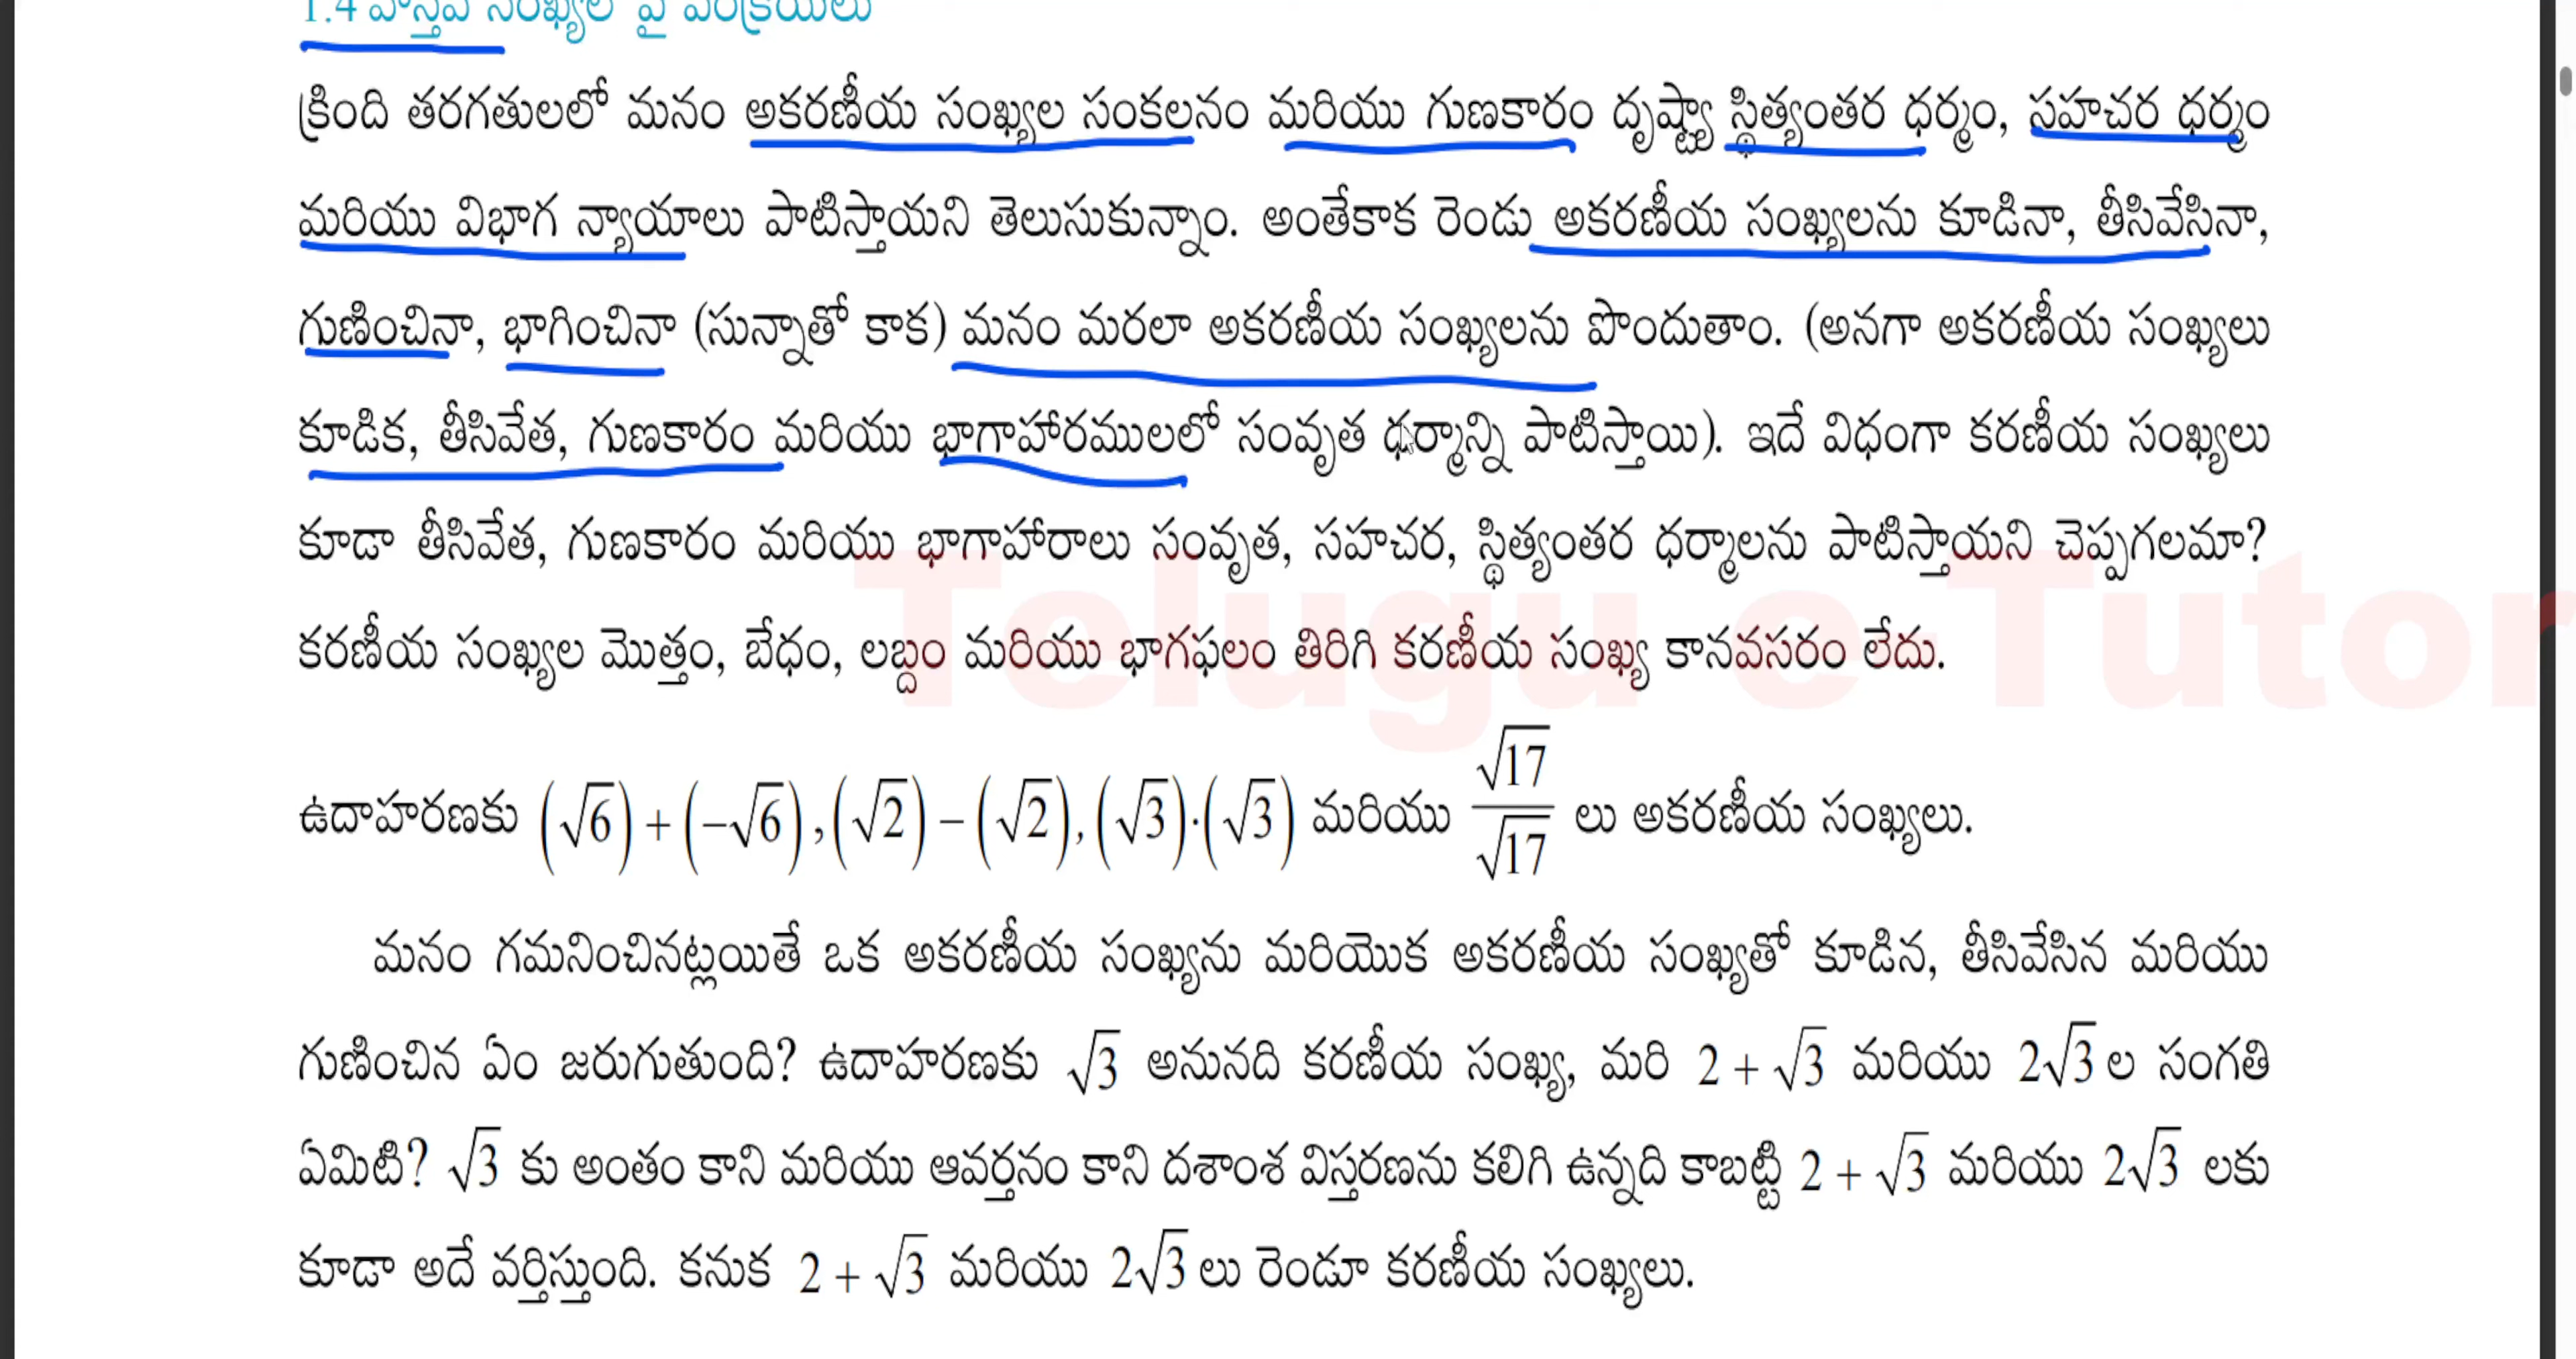 1.4 వాస్తవ సంఖ్యల పై పరిక్రియలు
క్రింది తరగతులలో మనం అకరణీయ సంఖ్యల సంకలనం మరియు గుణకారం దృష్ట్యా స్థిత్యంతర ధర్మం, సహచర ధర్మం
మరియు విభాగ న్యాయాలు పాటిస్తాయని తెలుసుకున్నాం. అంతేకాక రెండు అకరణీయ సంఖ్యలను కూడినా, తీసివేసినా,
గుణించినా, భాగించినా (సున్నాతో కాక) మనం మరలా అకరణీయ సంఖ్యలను పొందుతాం. (అనగా అకరణీయ సంఖ్యలు
కూడిక, తీసివేత, గుణకారం మరియు భాగాహారములలో సంవృత ధర్మాన్ని పాటిస్తాయి). ఇదే విధంగా కరణీయ సంఖ్యలు
కూడా తీసివేత, గుణకారం మరియు భాగాహారాలు సంవృత, సహచర, స్థిత్యంతర ధర్మాలను పాటిస్తాయని చెప్పగలమా?
కరణీయ సంఖ్యల మొత్తం, బేధం, లబ్దం మరియు భాగఫలం తిరిగి కరణీయ సంఖ్య కానవసరం లేదు.
Telugu e-Tutor
ఉదాహరణకు (√6) + (−√6), (√2) − (√2), (√3)·(√3) మరియు √17/√17 లు అకరణీయ సంఖ్యలు.
మనం గమనించినట్లయితే ఒక అకరణీయ సంఖ్యను మరియొక అకరణీయ సంఖ్యతో కూడిన, తీసివేసిన మరియు
గుణించిన ఏం జరుగుతుంది? ఉదాహరణకు √3 అనునది కరణీయ సంఖ్య, మరి 2 + √3 మరియు 2√3 ల సంగతి
ఏమిటి? √3 కు అంతం కాని మరియు ఆవర్తనం కాని దశాంశ విస్తరణను కలిగి ఉన్నది కాబట్టి 2 + √3 మరియు 2√3 లకు
కూడా అదే వర్తిస్తుంది. కనుక 2 + √3 మరియు 2√3 లు రెండూ కరణీయ సంఖ్యలు.